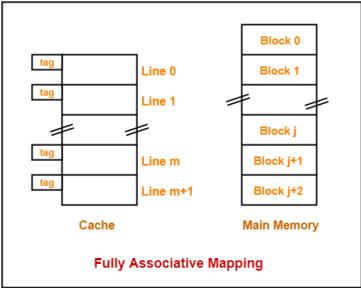 tag
Line 0
tag
Line 1
tag
Line m
tag
Line m+1
Cache
Block 0
Block 1
Block j
Block j+1
Block j+2
Main Memory
Fully Associative Mapping